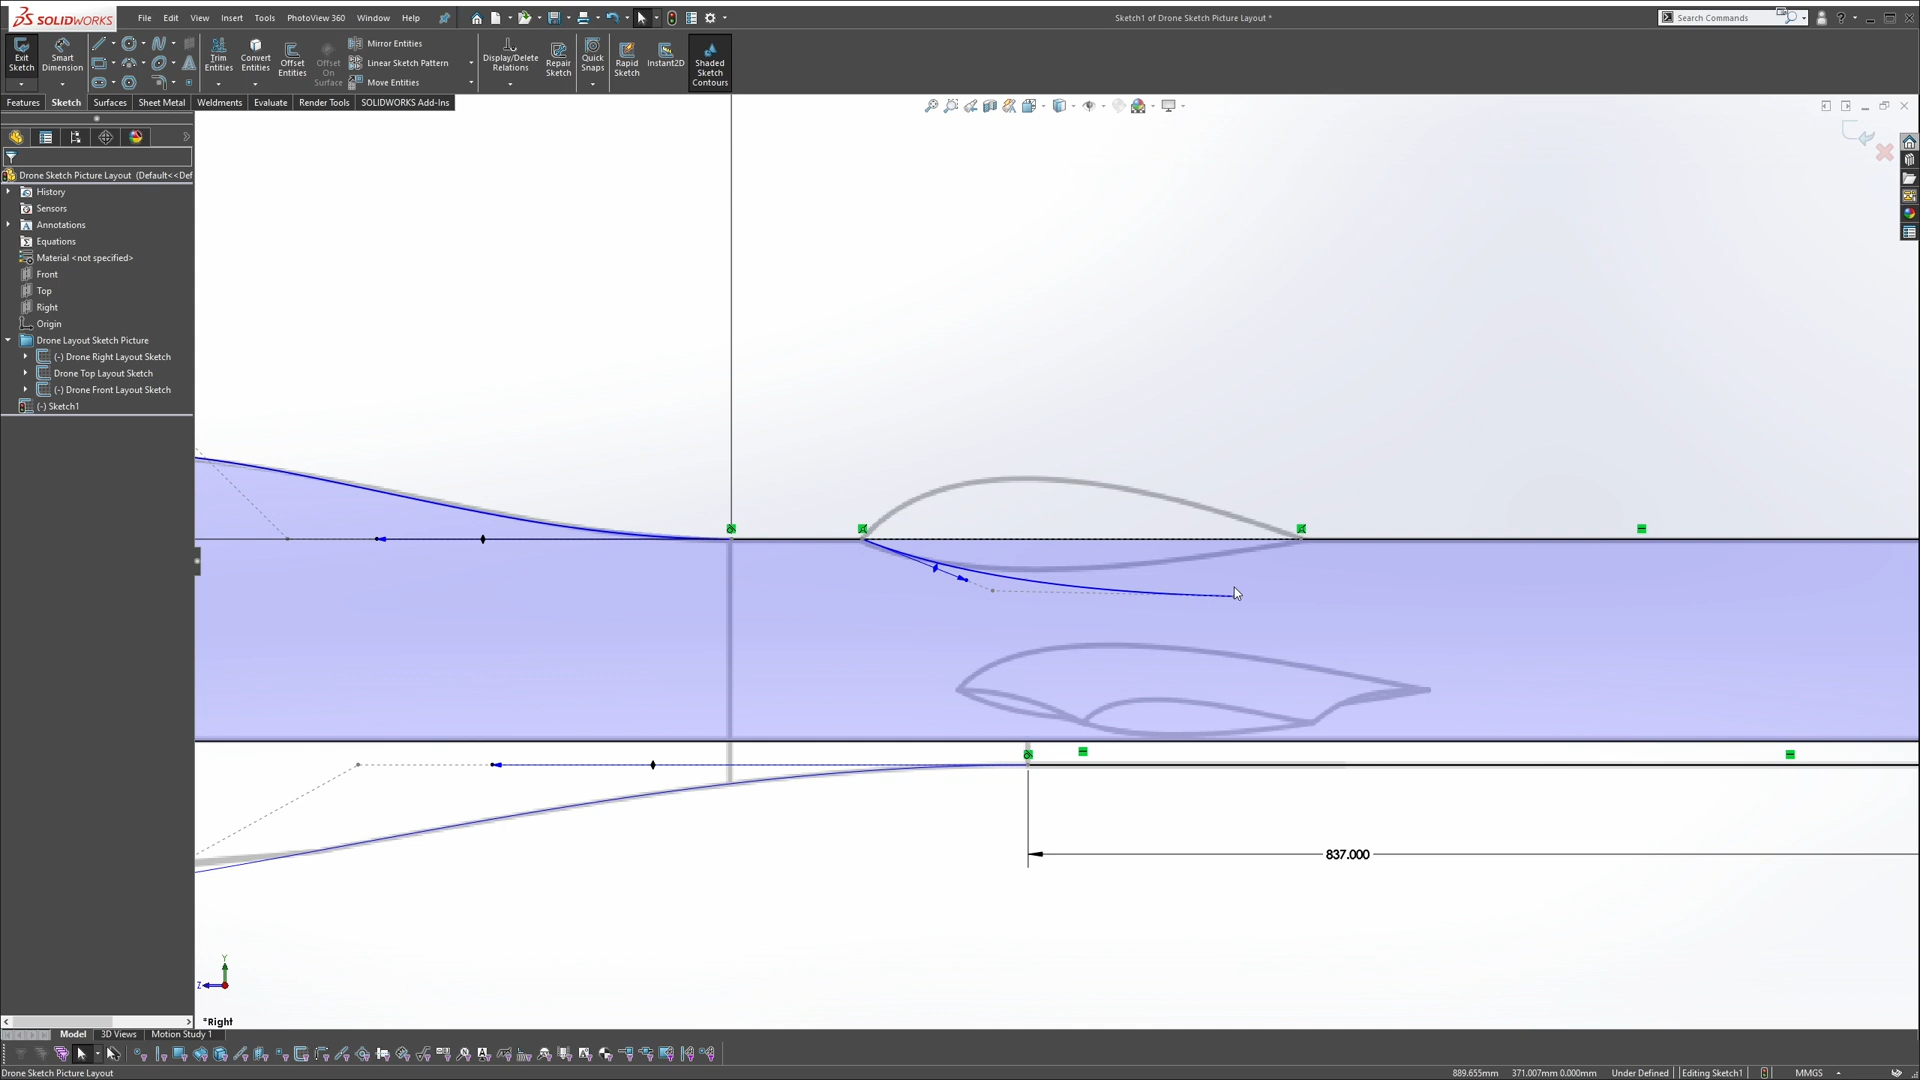 SOLIDWORKS
File Edit View Insert Tools PhotoView 360 Window Help
Sketch1 of Drone Sketch Picture Layout *
Search Commands
Exit Sketch
Smart Dimension
Trim Entities
Convert Entities
Offset Entities
Offset On Surface
Mirror Entities
Linear Sketch Pattern
Move Entities
Display/Delete Relations
Repair Sketch
Quick Snaps
Rapid Sketch
Instant2D
Shaded Sketch Contours
Features Sketch Surfaces Sheet Metal Weldments Evaluate Render Tools SOLIDWORKS Add-Ins
Drone Sketch Picture Layout (Default<<Def
History
Sensors
Annotations
Equations
Material <not specified>
Front
Top
Right
Origin
Drone Layout Sketch Picture
(-) Drone Right Layout Sketch
Drone Top Layout Sketch
(-) Drone Front Layout Sketch
(-) Sketch1
837.000
Y
Z
*Right
Model 3D Views Motion Study 1
Drone Sketch Picture Layout
889.655mm 371.007mm 0.000mm Under Defined Editing Sketch1 MMGS